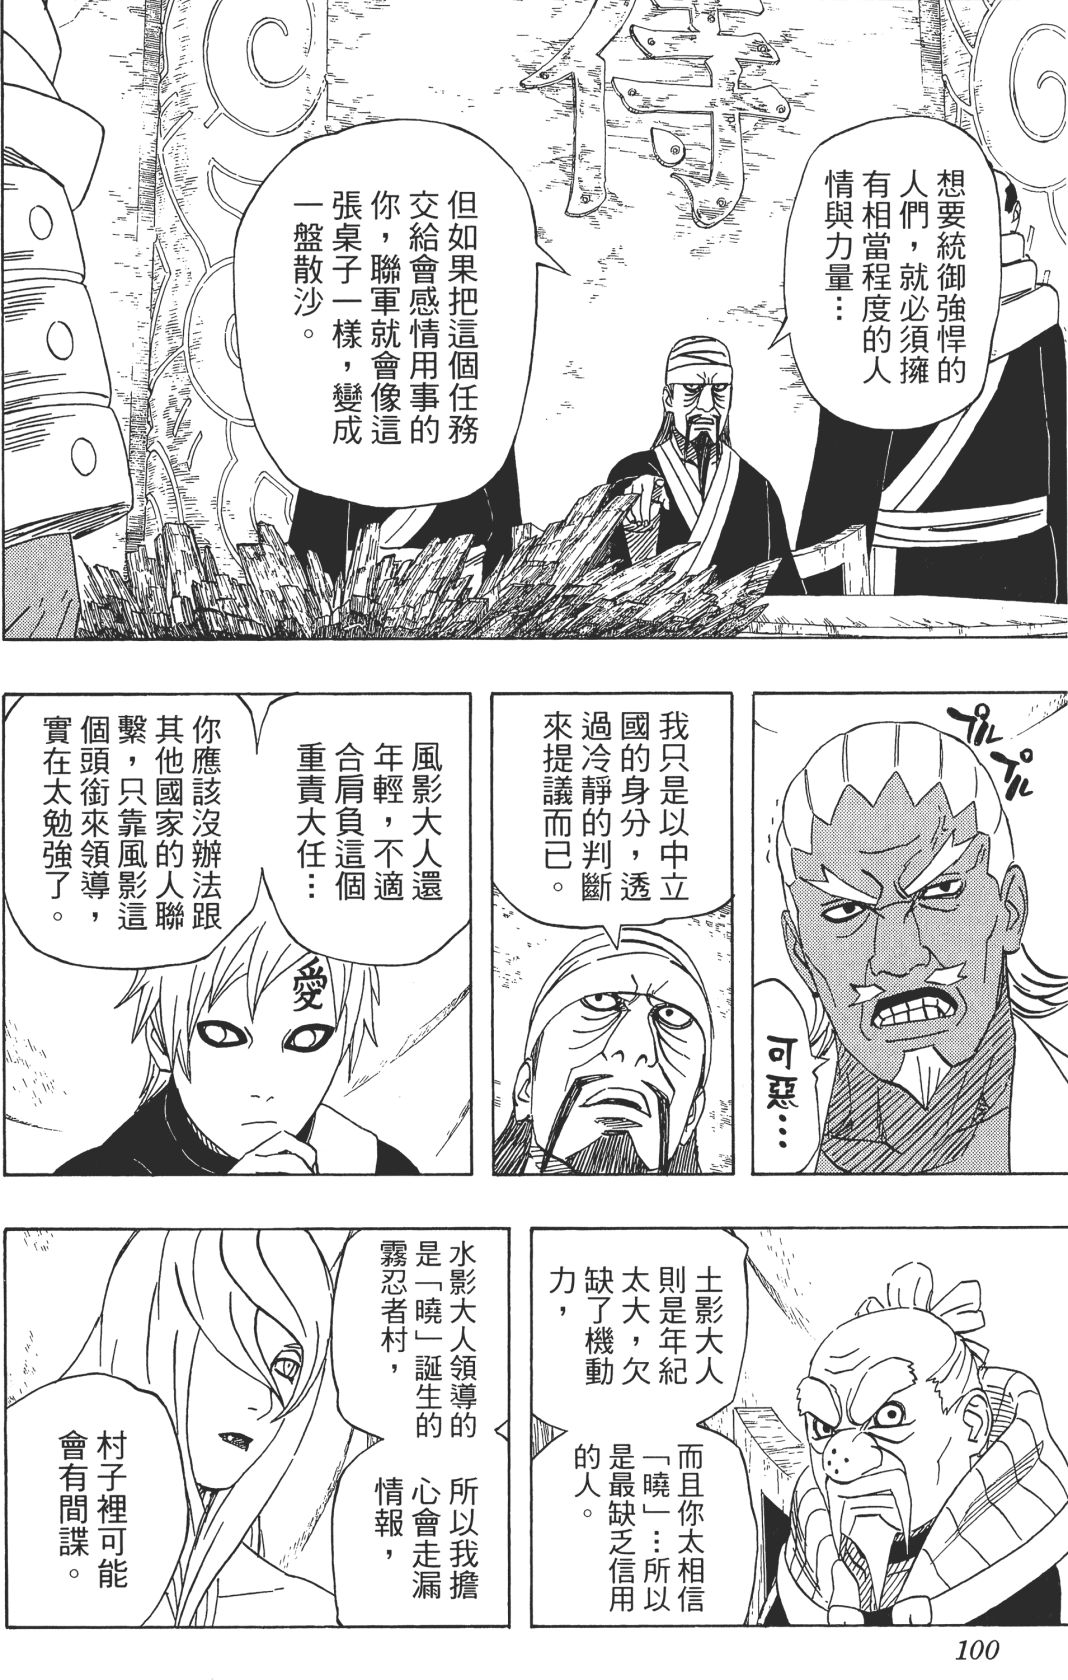 侍
想要統御強悍的
人們，就必須擁
有相當程度的人
情與力量…
但如果把這個任務
交給會感情用事的
你，聯軍就會像這
張桌子一樣，變成
一盤散沙。
プル
プル
可惡…
我只是以中立
國的身分，透
過冷靜的判斷
來提議而已。
風影大人還
年輕，不適
合肩負這個
重責大任…
你應該沒辦法跟
其他國家的人聯
繫，只靠風影這
個頭銜來領導，
實在太勉強了。
愛
土影大人
則是年紀
太大，欠
缺了機動
力，
而且你太相信
「曉」…所以
是最缺乏信用
的人。
水影大人領導的
是「曉」誕生的
霧忍者村，
所以我擔
心會走漏
情報，
村子裡可能
會有間諜。
100